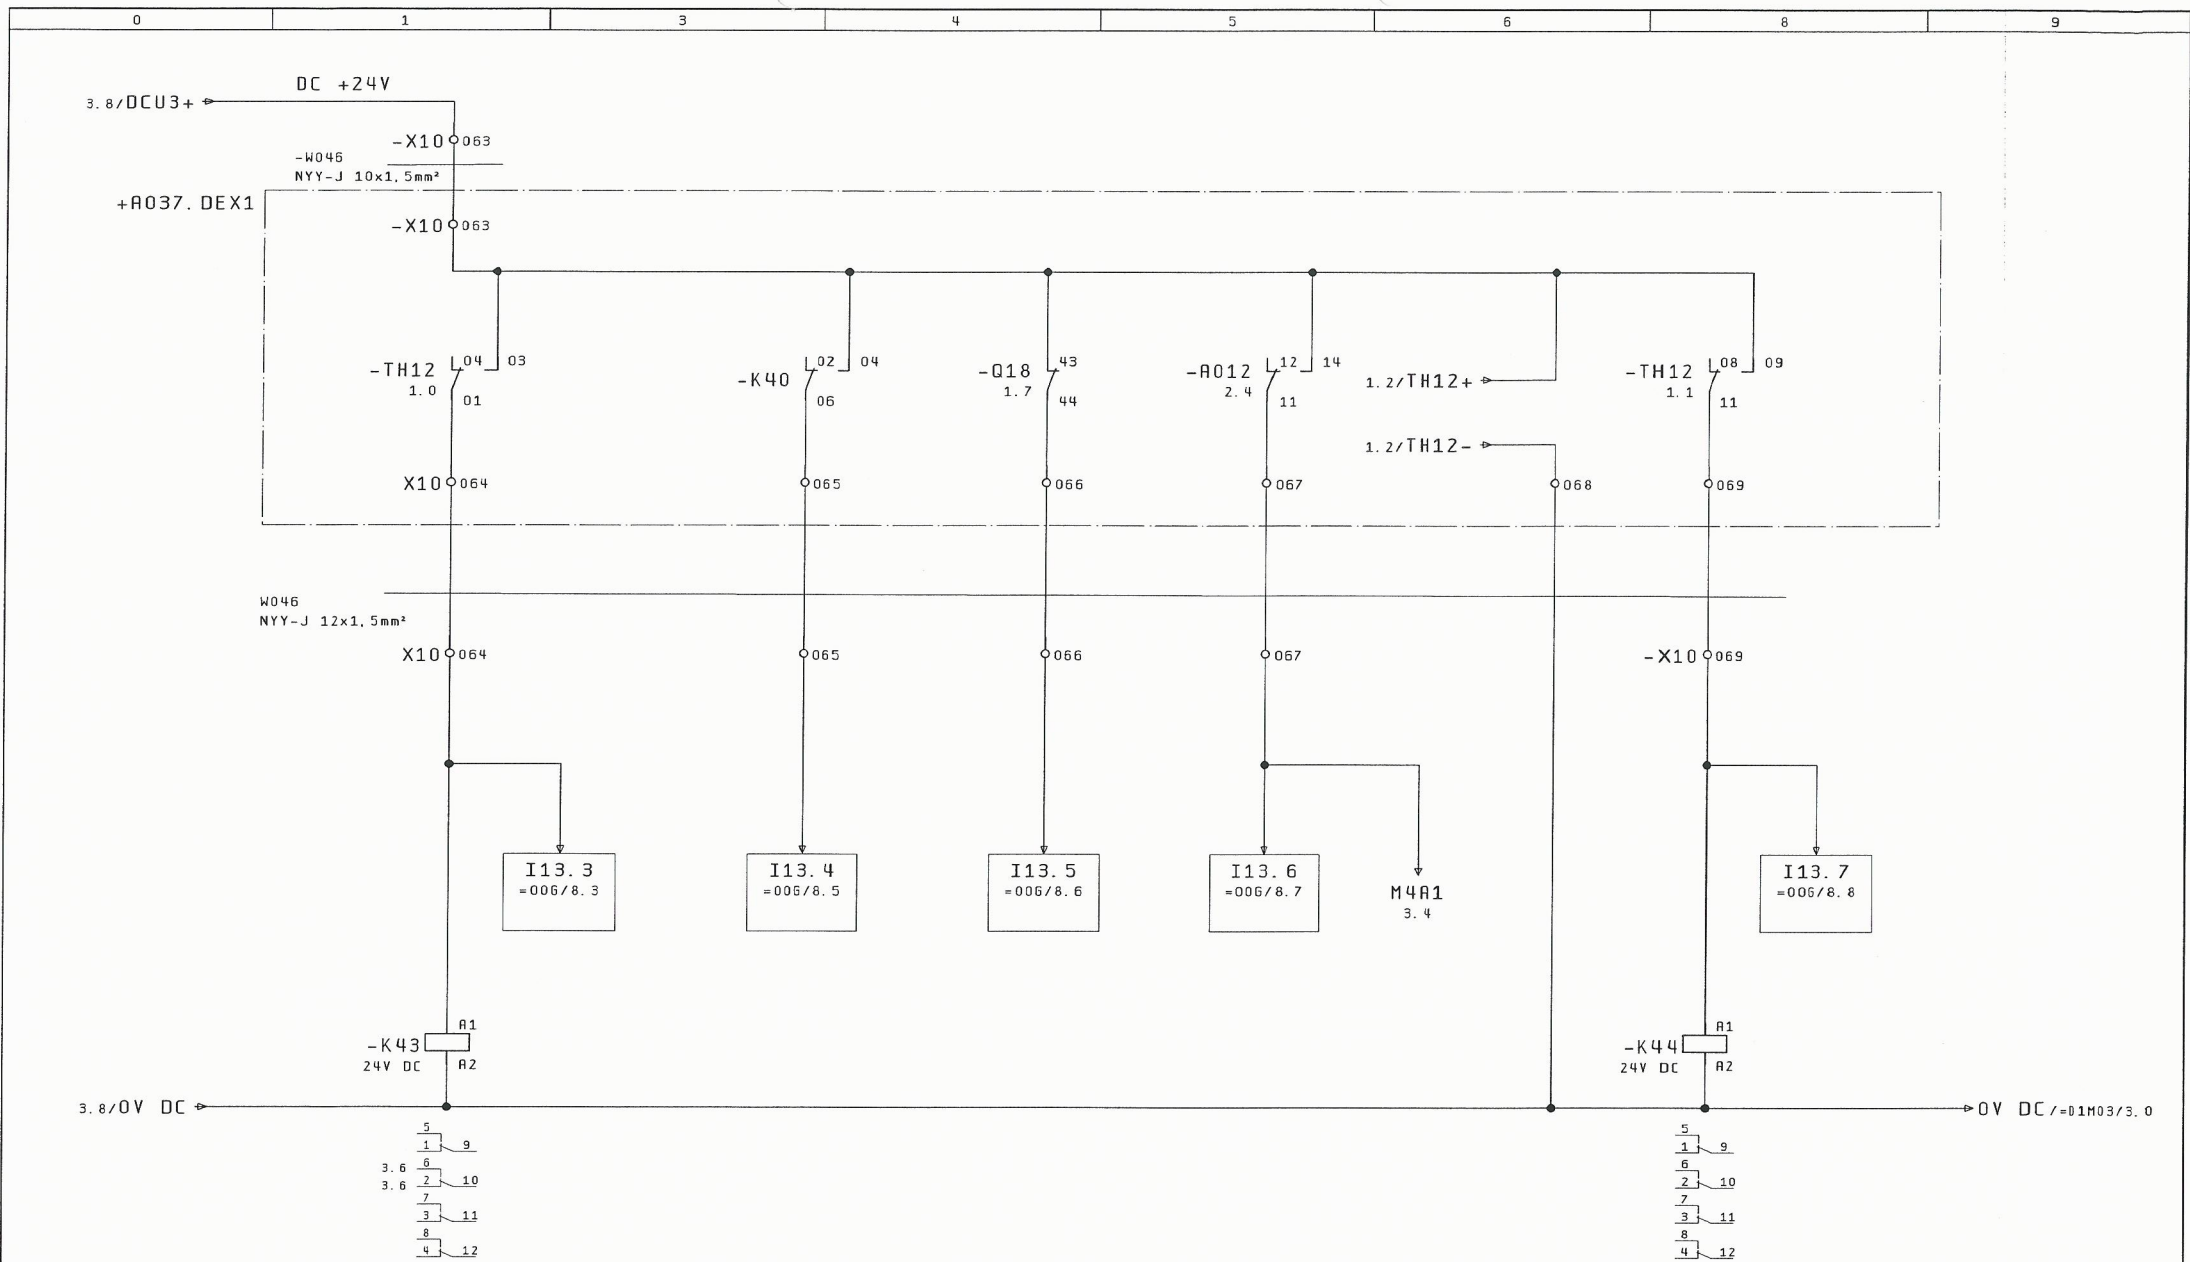 0 1 3 4 5 6 8 9
DC +24V
3.8/DCU3+
-X10 063
-W046
NYY-J 10x1,5mm²
+A037.DEX1
-X10 063
-TH12 04 03
1.0 01
-K40 02 04
06
-Q18 43
1.7 44
-A012 12 14
2.4 11
1.2/TH12+
-TH12 08 09
1.1 11
1.2/TH12-
X10 064 065 066 067 068 069
W046
NYY-J 12x1,5mm²
X10 064 065 066 067 -X10 069
I13.3
=006/8.3
I13.4
=006/8.5
I13.5
=006/8.6
I13.6
=006/8.7
M4A1
3.4
I13.7
=006/8.8
A1
-K43
24V DC A2
A1
-K44
24V DC A2
3.8/0V DC
0V DC/=D1M03/3.0
5
1 9
3.6 6
3.6 2 10
7
3 11
8
4 12
5
1 9
6
2 10
7
3 11
8
4 12